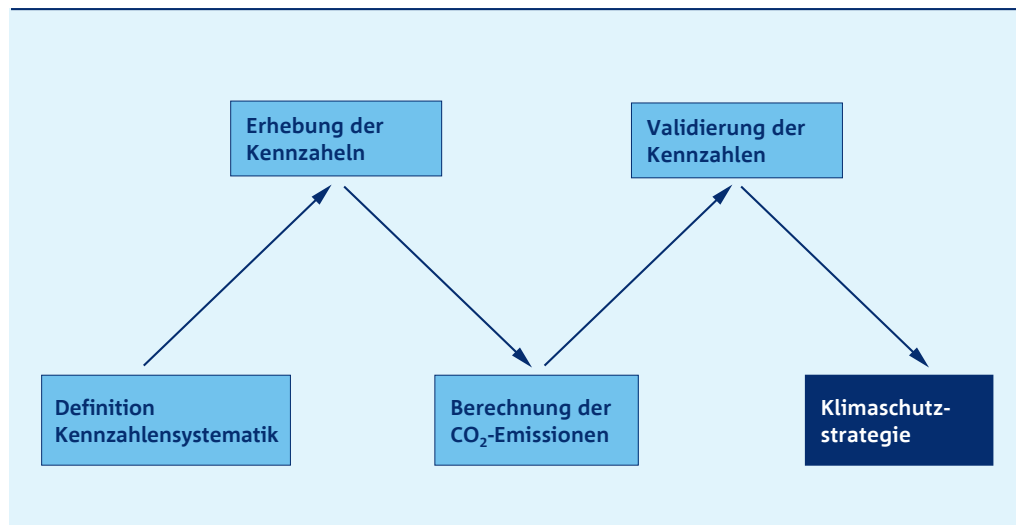 Erhebung der
Kennzaheln
Validierung der
Kennzahlen
Definition
Kennzahlensystematik
Berechnung der
CO₂-Emissionen
Klimaschutz-
strategie